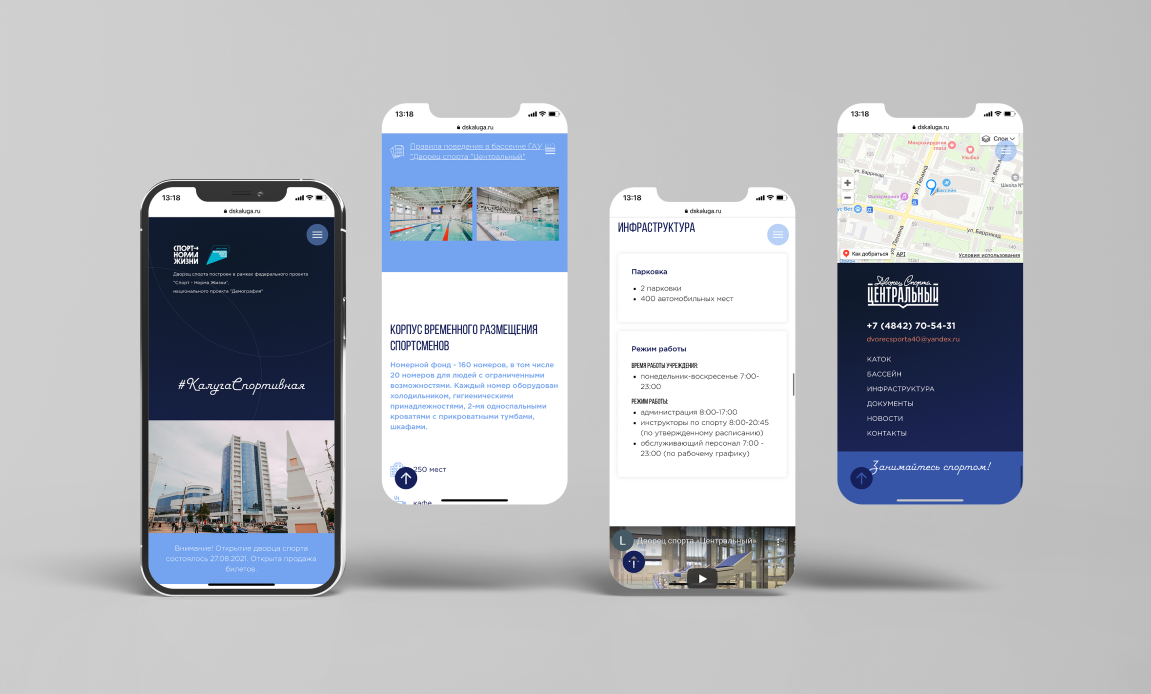 13:18
dskaluga.ru
СПОРТ→
НОРМА
ЖИЗНИ
Дворец спорта построен в рамках федерального проекта
"Спорт - Норма Жизни",
национального проекта "Демография"
#КалугаСпортивная
Внимание! Открытие дворца спорта
состоялось 27.08.2021. Открыта продажа
билетов
13:18
dskaluga.ru
Правила поведения в бассейне ГАУ КО
"Дворец спорта "Центральный"
КОРПУС ВРЕМЕННОГО РАЗМЕЩЕНИЯ
СПОРТСМЕНОВ
Номерной фонд - 160 номеров, в том числе
20 номеров для людей с ограниченными
возможностями. Каждый номер оборудован
холодильником, гигиеническими
принадлежностями, 2-мя односпальными
кроватями с прикроватными тумбами,
шкафами.
250 мест
кафе
13:18
dskaluga.ru
ИНФРАСТРУКТУРА
Парковка
2 парковки
400 автомобильных мест
Режим работы
ВРЕМЯ РАБОТЫ УЧРЕЖДЕНИЯ:
понедельник-воскресенье 7:00-
23:00
РЕЖИМ РАБОТЫ:
администрация 8:00-17:00
инструкторы по спорту 8:00-20:45
(по утвержденному расписанию)
обслуживающий персонал 7:00 -
23:00 (по рабочему графику)
L
Дворец спорта «Центральный»
13:18
dskaluga.ru
Слои
Улыбка
ул. Баррикад
ул. Ленина
Бассейн
Школа №
ул. Ленина
ул. Баррикад
Как добраться
API
Условия использования
Дворец Спорта
ЦЕНТРАЛЬНЫЙ
+7 (4842) 70-54-31
dvorecsporta40@yandex.ru
КАТОК
БАССЕЙН
ИНФРАСТРУКТУРА
ДОКУМЕНТЫ
НОВОСТИ
КОНТАКТЫ
Занимайтесь спортом!